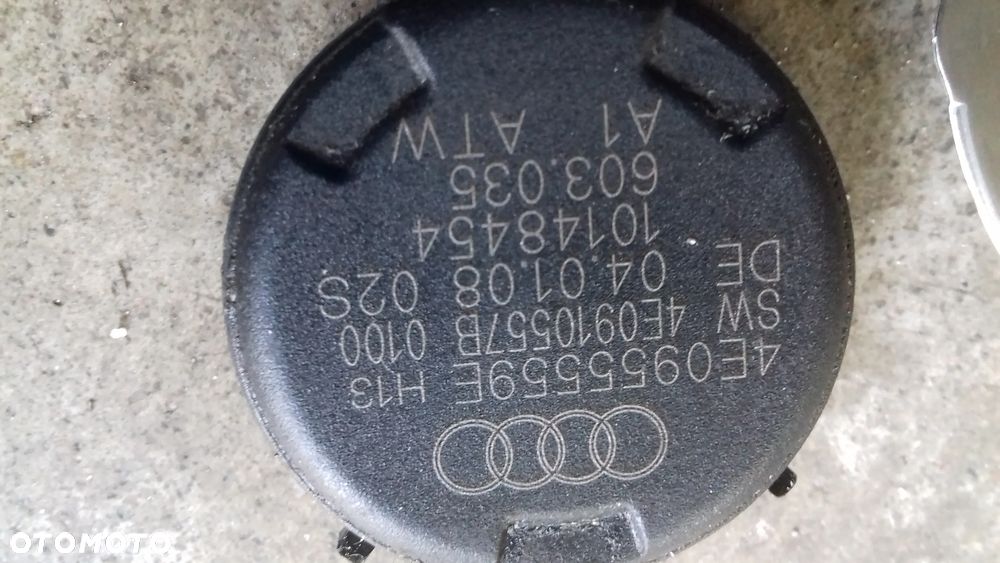 4E0955559E H13
SW 4E0910557B 0100
DE 04.01.08 02S
10148454
603.035
A1 ATW
OTOMOTO